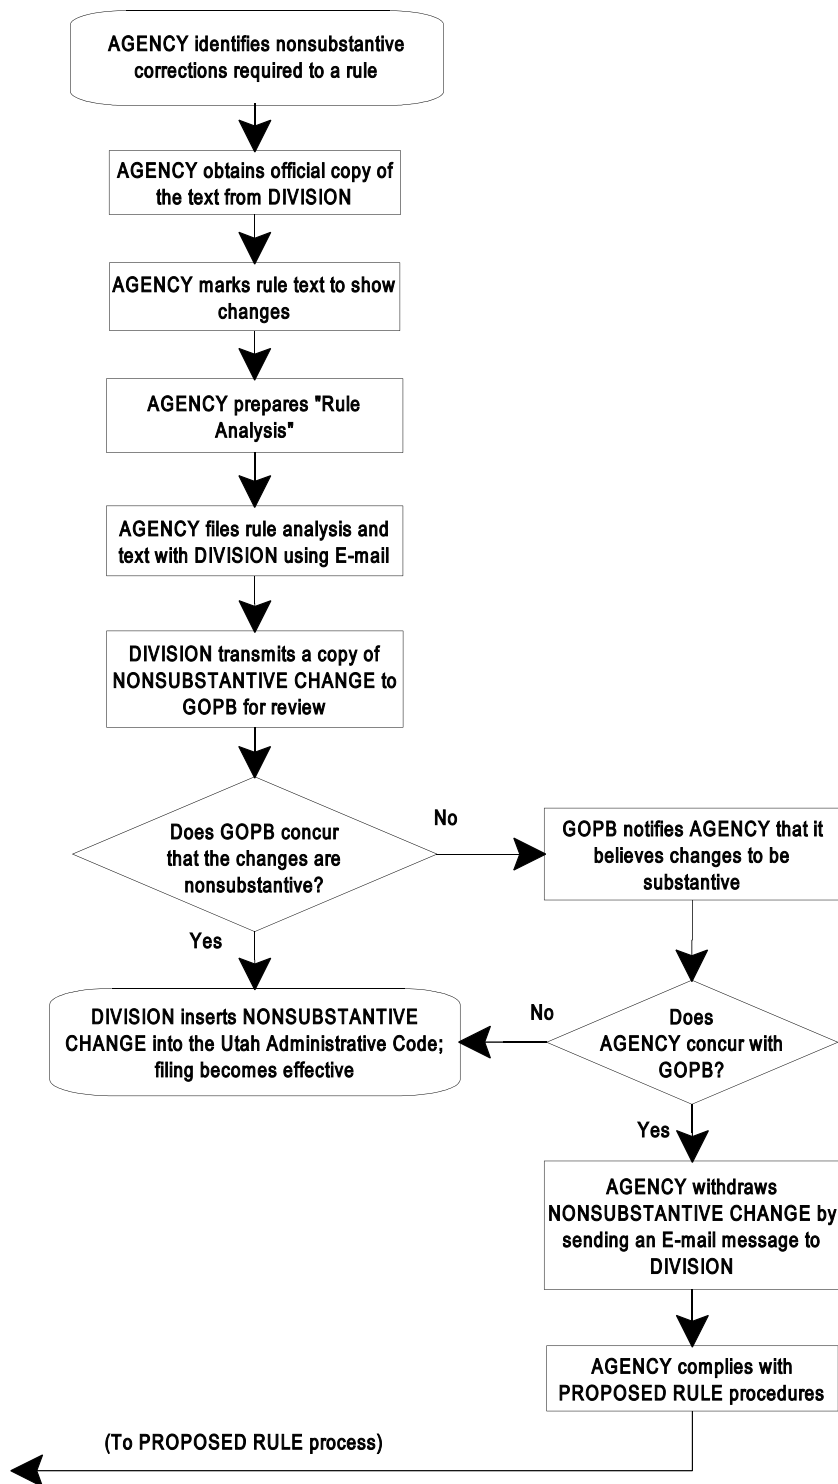 AGENCY identifies nonsubstantive
corrections required to a rule
AGENCY obtains official copy of
the text from DIVISION
AGENCY marks rule text to show
changes
AGENCY prepares "Rule
Analysis"
AGENCY files rule analysis and
text with DIVISION using E-mail
DIVISION transmits a copy of
NONSUBSTANTIVE CHANGE to
GOPB for review
Does GOPB concur
that the changes are
nonsubstantive?
No
GOPB notifies AGENCY that it
believes changes to be
substantive
Yes
DIVISION inserts NONSUBSTANTIVE
CHANGE into the Utah Administrative Code;
filing becomes effective
No
Does
AGENCY concur with
GOPB?
Yes
AGENCY withdraws
NONSUBSTANTIVE CHANGE by
sending an E-mail message to
DIVISION
AGENCY complies with
PROPOSED RULE procedures
(To PROPOSED RULE process)